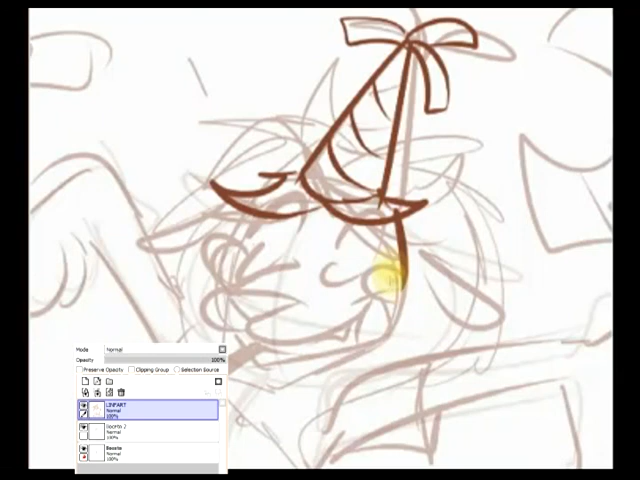 Mode Normal
Opacity 100%
Preserve Opacity Clipping Group Selection Source
LINEART
Normal
100%
Normal
100%
Normal
100%